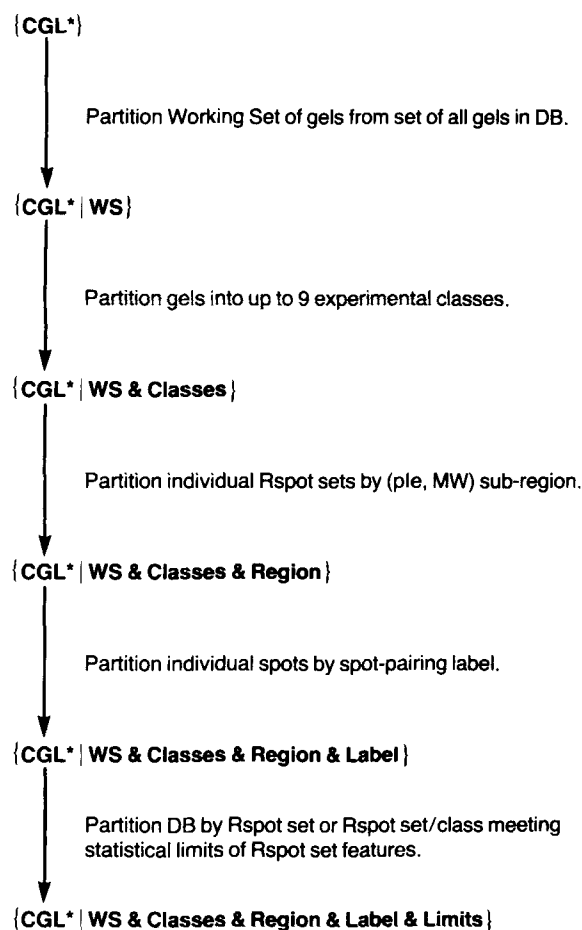 {CGL*}
Partition Working Set of gels from set of all gels in DB.
{CGL* | WS}
Partition gels into up to 9 experimental classes.
{CGL* | WS & Classes}
Partition individual Rspot sets by (ple, MW) sub-region.
{CGL* | WS & Classes & Region}
Partition individual spots by spot-pairing label.
{CGL* | WS & Classes & Region & Label}
Partition DB by Rspot set or Rspot set/class meeting
statistical limits of Rspot set features.
{CGL* | WS & Classes & Region & Label & Limits}